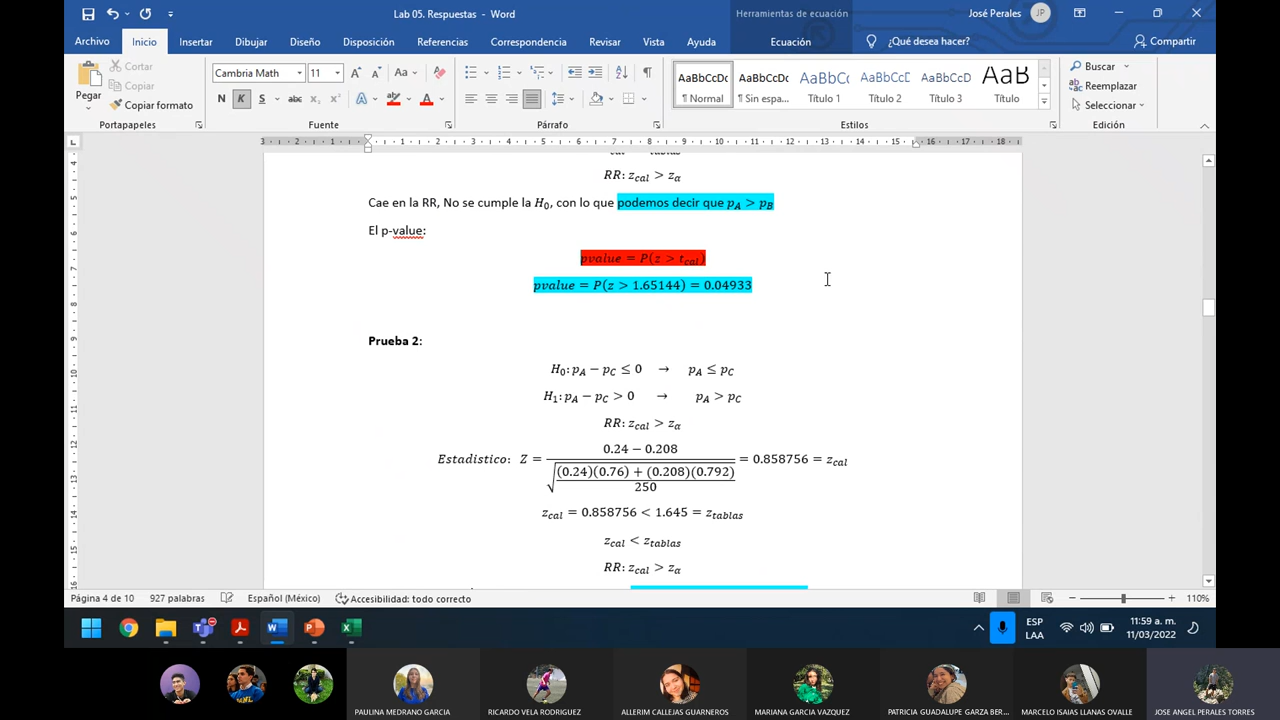 Lab 05. Respuestas - Word
Herramientas de ecuación
José Perales
JP
Archivo
Inicio
Insertar
Dibujar
Diseño
Disposición
Referencias
Correspondencia
Revisar
Vista
Ayuda
Ecuación
¿Qué desea hacer?
Compartir
Pegar
Cortar
Copiar
Copiar formato
Portapapeles
Cambria Math
11
Fuente
Párrafo
AaBbCcDc
¶ Normal
AaBbCcDc
¶ Sin espa...
AaBbCc
Título 1
AaBbCcC
Título 2
AaBbCcD
Título 3
AaB
Título
Estilos
Buscar
Reemplazar
Seleccionar
Edición
RR: z_cal > z_α
Cae en la RR, No se cumple la H_0, con lo que podemos decir que p_A > p_B
El p-value:
pvalue = P(z > t_cal)
pvalue = P(z > 1.65144) = 0.04933
Prueba 2:
H_0: p_A − p_C ≤ 0 → p_A ≤ p_C
H_1: p_A − p_C > 0 → p_A > p_C
RR: z_cal > z_α
Estadistico: Z = (0.24 − 0.208) / √((0.24)(0.76) + (0.208)(0.792) / 250) = 0.858756 = z_cal
z_cal = 0.858756 < 1.645 = z_tablas
z_cal < z_tablas
RR: z_cal > z_α
Página 4 de 10
927 palabras
Español (México)
Accesibilidad: todo correcto
110%
ESP
LAA
11:59 a. m.
11/03/2022
PAULINA MEDRANO GARCIA
RICARDO VELA RODRIGUEZ
ALLERIM CALLEJAS GUARNEROS
MARIANA GARCIA VAZQUEZ
PATRICIA GUADALUPE GARZA BER...
MARCELO ISAIAS LLANAS OVALLE
JOSE ANGEL PERALES TORRES